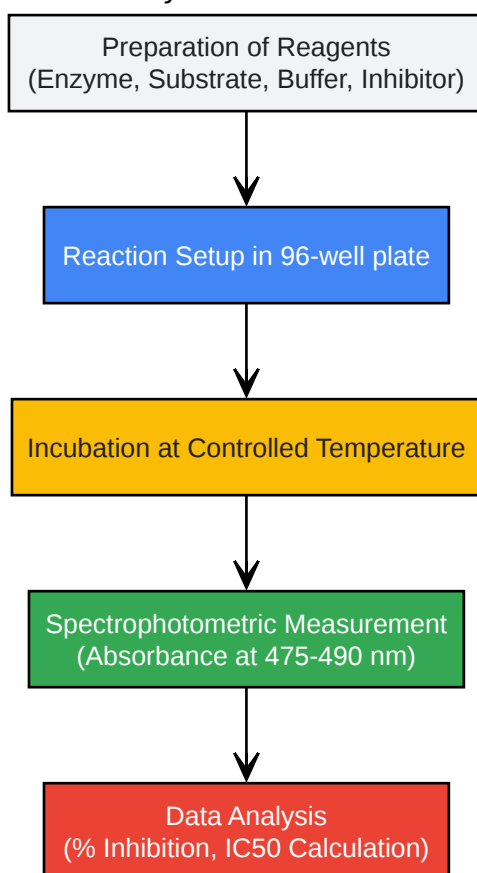 Preparation of Reagents
(Enzyme, Substrate, Buffer, Inhibitor)
Reaction Setup in 96-well plate
Incubation at Controlled Temperature
Spectrophotometric Measurement
(Absorbance at 475-490 nm)
Data Analysis
(% Inhibition, IC50 Calculation)